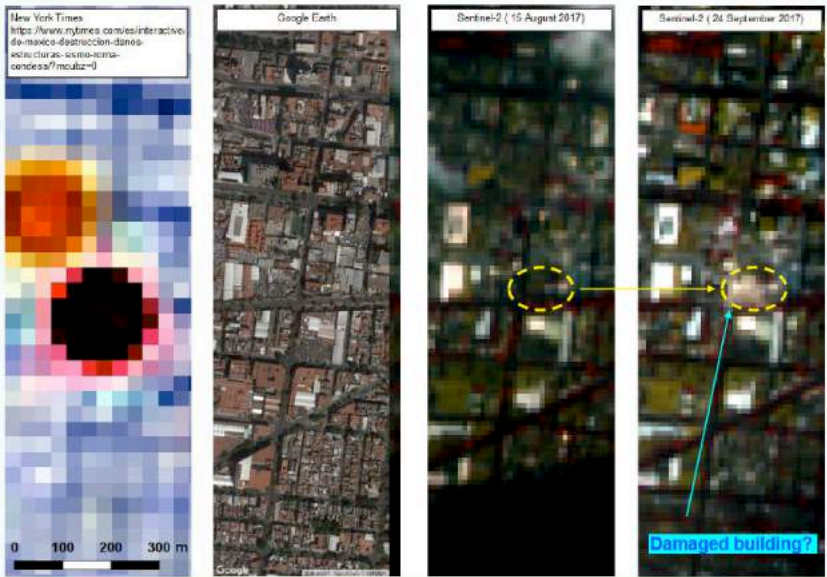 New York Times
https://www.nytimes.com/es/interactive/
de-mexico-destruccion-danos-
estructuras-sismo-roma-
condesa/?mcubz=0
Google Earth
Sentinel-2 ( 15 August 2017)
Sentinel-2 ( 24 September 2017)
Damaged building?
0 100 200 300 m
Google